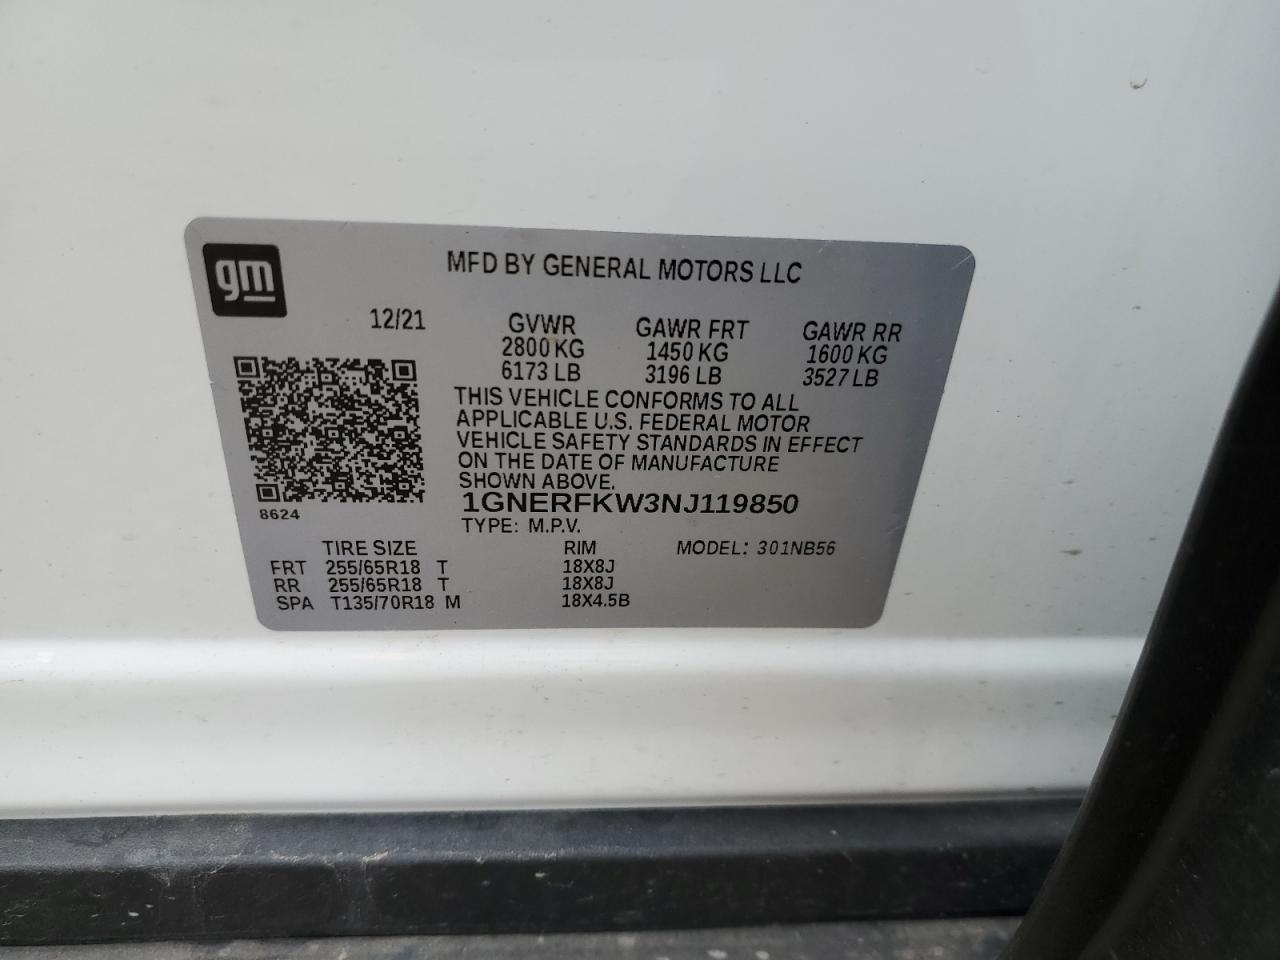 gm
MFD BY GENERAL MOTORS LLC
12/21 GVWR GAWR FRT GAWR RR
2800 KG 1450 KG 1600 KG
6173 LB 3196 LB 3527 LB
THIS VEHICLE CONFORMS TO ALL
APPLICABLE U.S. FEDERAL MOTOR
VEHICLE SAFETY STANDARDS IN EFFECT
ON THE DATE OF MANUFACTURE
SHOWN ABOVE.
1GNERFKW3NJ119850
8624
TYPE: M.P.V.
TIRE SIZE RIM MODEL: 301NB56
FRT 255/65R18 T 18X8J
RR 255/65R18 T 18X8J
SPA T135/70R18 M 18X4.5B